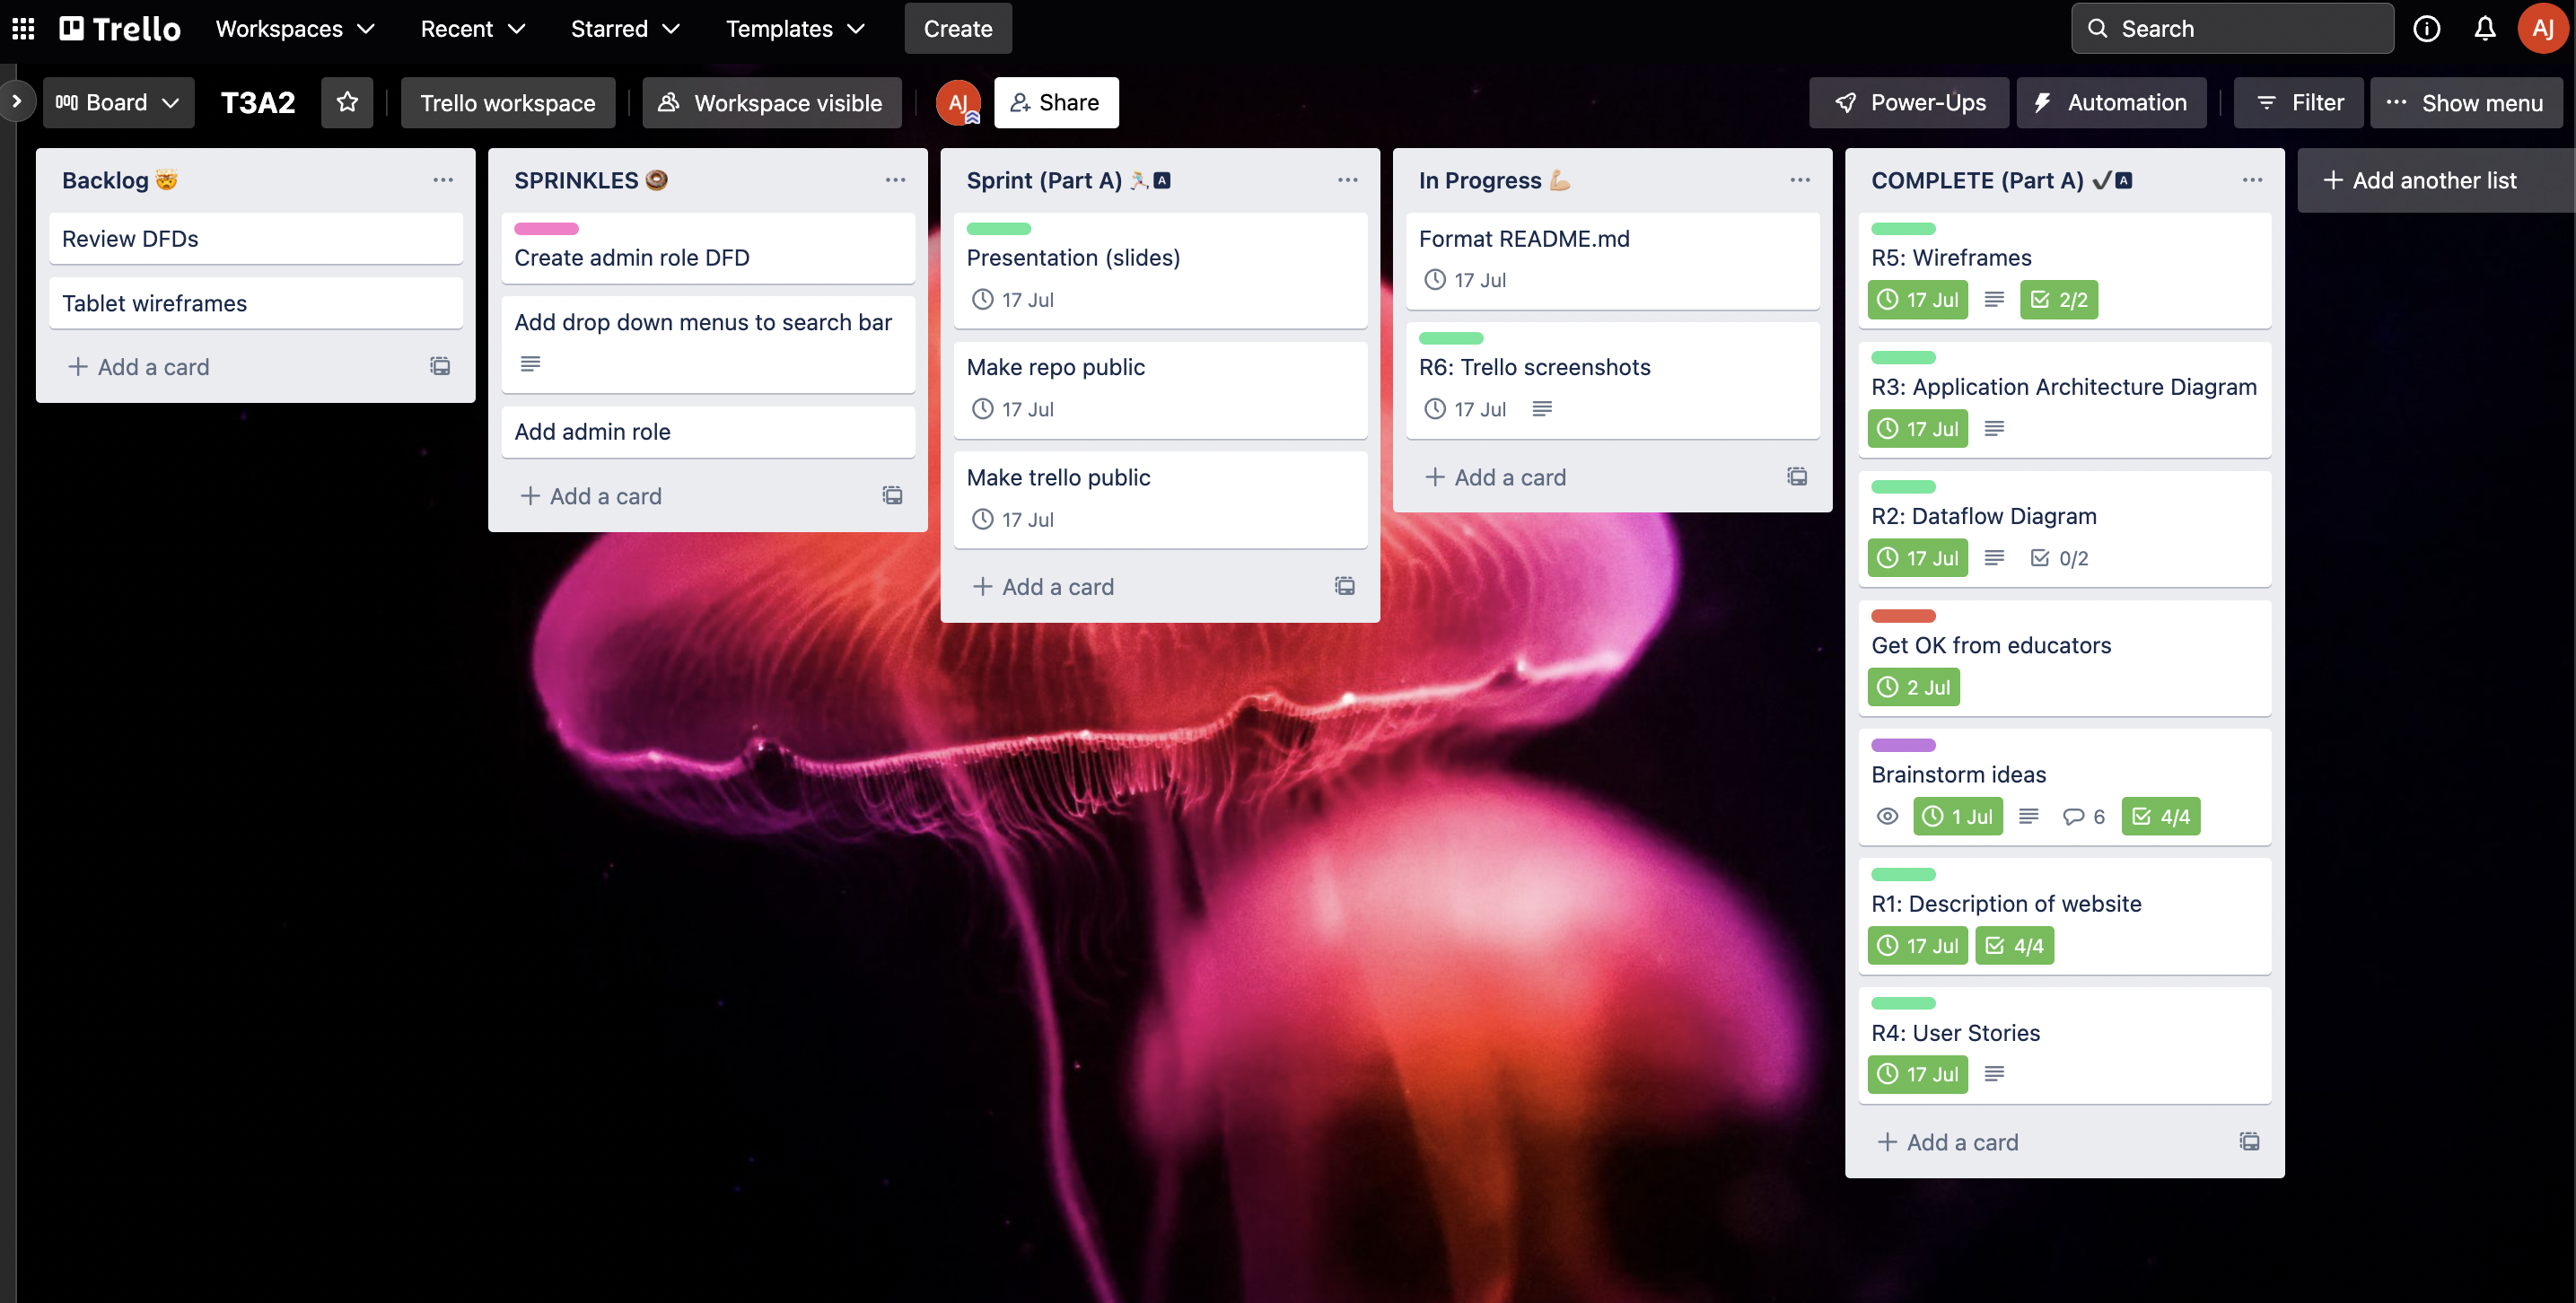 Trello Workspaces Recent Starred Templates Create Search AJ
Board T3A2 Trello workspace Workspace visible AJ Share Power-Ups Automation Filter Show menu
Backlog 🤯
Review DFDs
Tablet wireframes
+ Add a card
SPRINKLES 🍩
Create admin role DFD
Add drop down menus to search bar
Add admin role
+ Add a card
Sprint (Part A) 🏃🏼🅰
Presentation (slides)
17 Jul
Make repo public
17 Jul
Make trello public
17 Jul
+ Add a card
In Progress 💪🏼
Format README.md
17 Jul
R6: Trello screenshots
17 Jul
+ Add a card
COMPLETE (Part A) ✔🅰
R5: Wireframes
17 Jul 2/2
R3: Application Architecture Diagram
17 Jul
R2: Dataflow Diagram
17 Jul 0/2
Get OK from educators
2 Jul
Brainstorm ideas
1 Jul 6 4/4
R1: Description of website
17 Jul 4/4
R4: User Stories
17 Jul
+ Add a card
+ Add another list